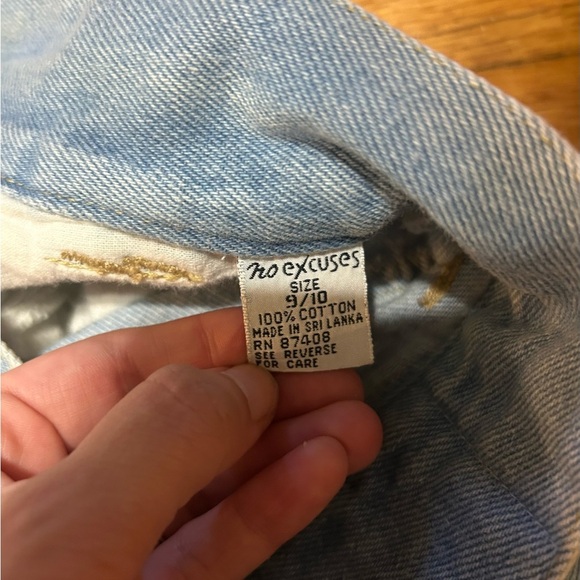 no excuses
SIZE
9/10
100% COTTON
MADE IN SRI LANKA
RN 87408
SEE REVERSE
FOR CARE